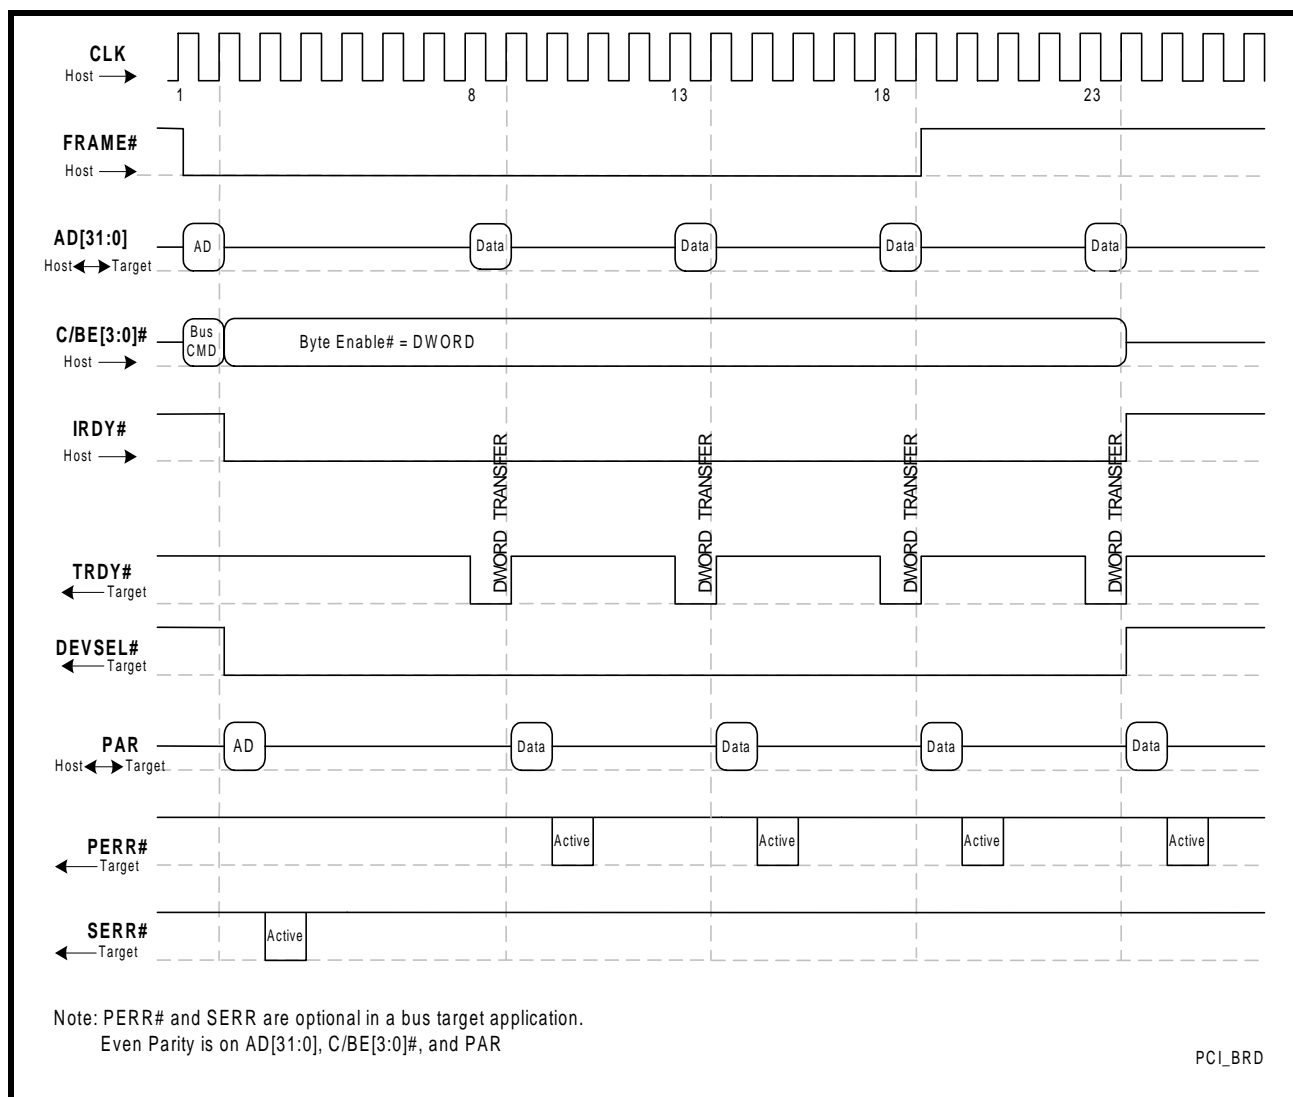 CLK
Host
1 8 13 18 23
FRAME#
Host
AD[31:0]
Host Target
AD Data Data Data Data
C/BE[3:0]#
Host
Bus
CMD
Byte Enable# = DWORD
IRDY#
Host
DWORD TRANSFER
DWORD TRANSFER
DWORD TRANSFER
DWORD TRANSFER
TRDY#
Target
DEVSEL#
Target
PAR
Host Target
AD Data Data Data Data
PERR#
Target
Active Active Active Active
SERR#
Target
Active
Note: PERR# and SERR are optional in a bus target application.
Even Parity is on AD[31:0], C/BE[3:0]#, and PAR
PCI_BRD